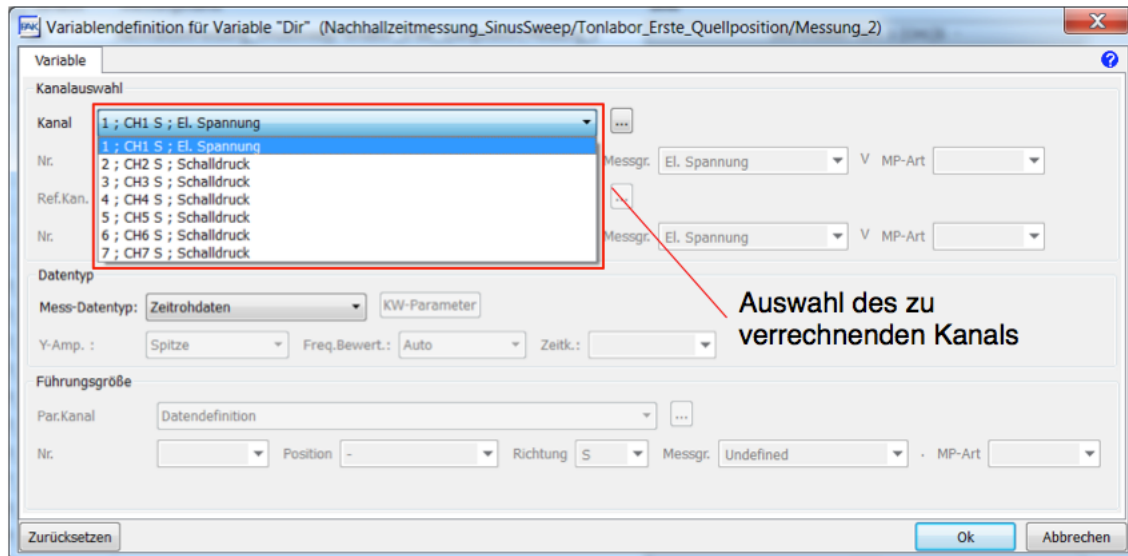 PAK Variablendefinition für Variable "Dir" (Nachhallzeitmessung_SinusSweep/Tonlabor_Erste_Quellposition/Messung_2)
Variable
Kanalauswahl
Kanal 1 ; CH1 S ; El. Spannung ...
1 ; CH1 S ; El. Spannung
2 ; CH2 S ; Schalldruck
3 ; CH3 S ; Schalldruck
4 ; CH4 S ; Schalldruck
5 ; CH5 S ; Schalldruck
6 ; CH6 S ; Schalldruck
7 ; CH7 S ; Schalldruck
Nr. Messgr. El. Spannung V MP-Art
Ref.Kan. ...
Nr. Messgr. El. Spannung V MP-Art
Auswahl des zu
verrechnenden Kanals
Datentyp
Mess-Datentyp: Zeitrohdaten KW-Parameter
Y-Amp. : Spitze Freq.Bewert.: Auto Zeitk.:
Führungsgröße
Par.Kanal Datendefinition ...
Nr. Position - Richtung S Messgr. Undefined . MP-Art
Zurücksetzen Ok Abbrechen